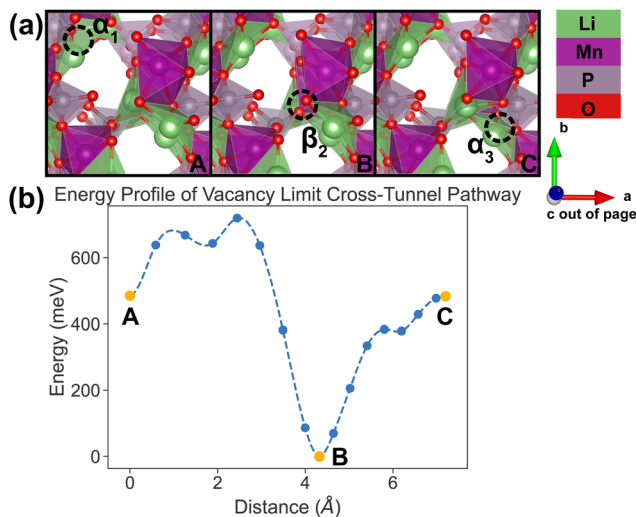 (a)
α1
A
β2
B
α3
C
Li
Mn
P
O
b
a
c out of page
(b)
Energy Profile of Vacancy Limit Cross-Tunnel Pathway
Energy (meV)
600
400
200
0
A
B
C
0
2
4
6
Distance (Å)